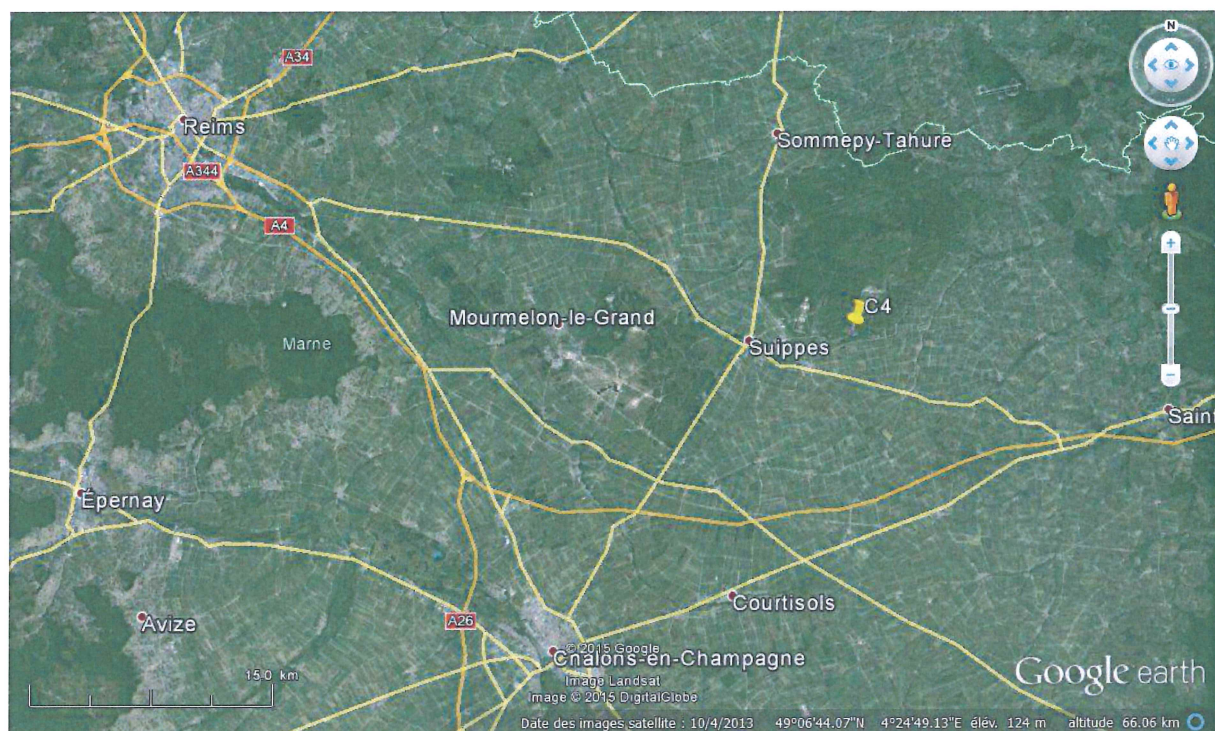 N
A34
Reims
Sommepy-Tahure
A344
A4
C4
Mourmelon-le-Grand
Marne
Suippes
Saint
Épernay
Courtisols
Avize
A26
© 2015 Google
Châlons-en-Champagne
15.0 km
Image Landsat
Image © 2015 DigitalGlobe
Google earth
Date des images satellite : 10/4/2013 49°06'44.07"N 4°24'49.13"E élév. 124 m altitude 66.06 km